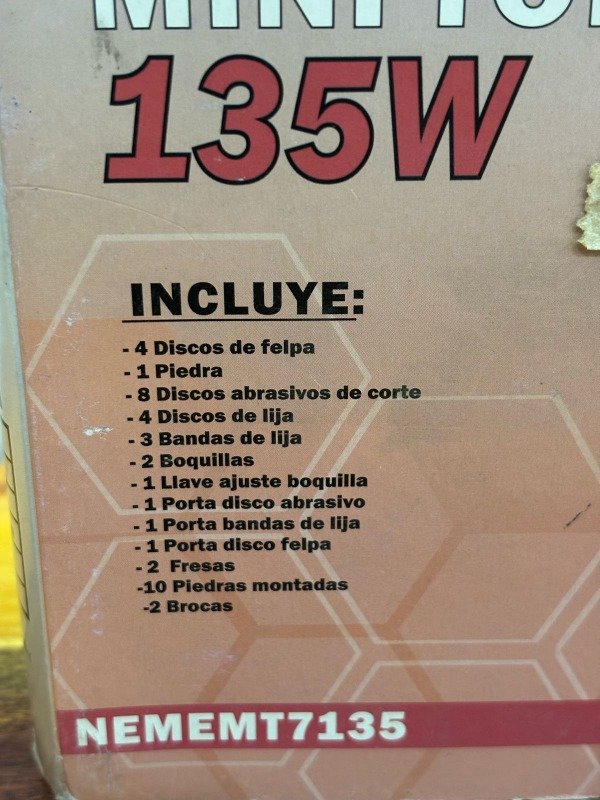 MINI
135W
INCLUYE:
- 4 Discos de felpa
- 1 Piedra
- 8 Discos abrasivos de corte
- 4 Discos de lija
- 3 Bandas de lija
- 2 Boquillas
- 1 Llave ajuste boquilla
- 1 Porta disco abrasivo
- 1 Porta bandas de lija
- 1 Porta disco felpa
- 2 Fresas
-10 Piedras montadas
-2 Brocas
NEMEMT7135